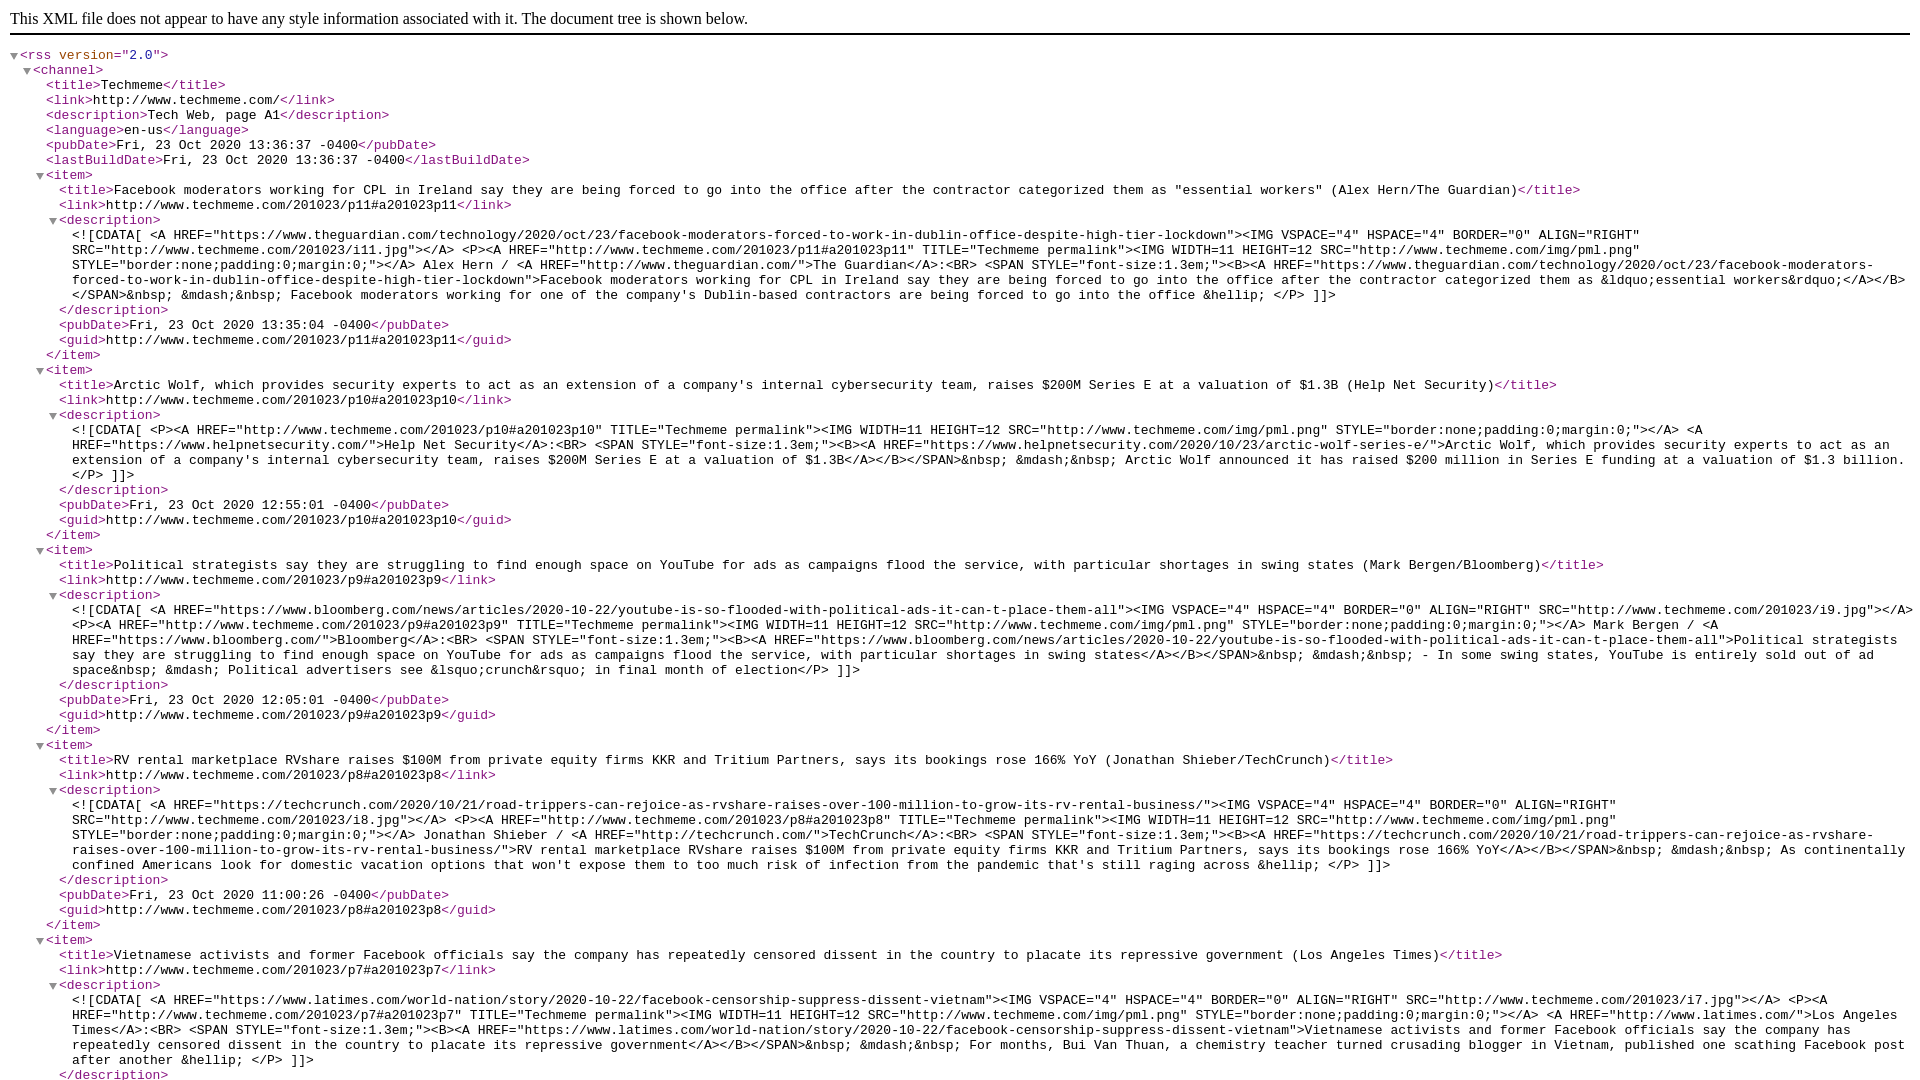 This XML file does not appear to have any style information associated with it. The document tree is shown below.
<rss version="2.0">
<channel>
<title>Techmeme</title>
<link>http://www.techmeme.com/</link>
<description>Tech Web, page A1</description>
<language>en-us</language>
<pubDate>Fri, 23 Oct 2020 13:36:37 -0400</pubDate>
<lastBuildDate>Fri, 23 Oct 2020 13:36:37 -0400</lastBuildDate>
<item>
<title>Facebook moderators working for CPL in Ireland say they are being forced to go into the office after the contractor categorized them as "essential workers" (Alex Hern/The Guardian)</title>
<link>http://www.techmeme.com/201023/p11#a201023p11</link>
<description>
<![CDATA[ <A HREF="https://www.theguardian.com/technology/2020/oct/23/facebook-moderators-forced-to-work-in-dublin-office-despite-high-tier-lockdown"><IMG VSPACE="4" HSPACE="4" BORDER="0" ALIGN="RIGHT"
SRC="http://www.techmeme.com/201023/i11.jpg"></A> <P><A HREF="http://www.techmeme.com/201023/p11#a201023p11" TITLE="Techmeme permalink"><IMG WIDTH=11 HEIGHT=12 SRC="http://www.techmeme.com/img/pml.png"
STYLE="border:none;padding:0;margin:0;"></A> Alex Hern / <A HREF="http://www.theguardian.com/">The Guardian</A>:<BR> <SPAN STYLE="font-size:1.3em;"><B><A HREF="https://www.theguardian.com/technology/2020/oct/23/facebook-moderators-
forced-to-work-in-dublin-office-despite-high-tier-lockdown">Facebook moderators working for CPL in Ireland say they are being forced to go into the office after the contractor categorized them as &ldquo;essential workers&rdquo;</A></B>
</SPAN>&nbsp; &mdash;&nbsp; Facebook moderators working for one of the company's Dublin-based contractors are being forced to go into the office &hellip; </P> ]]>
</description>
<pubDate>Fri, 23 Oct 2020 13:35:04 -0400</pubDate>
<guid>http://www.techmeme.com/201023/p11#a201023p11</guid>
</item>
<item>
<title>Arctic Wolf, which provides security experts to act as an extension of a company's internal cybersecurity team, raises $200M Series E at a valuation of $1.3B (Help Net Security)</title>
<link>http://www.techmeme.com/201023/p10#a201023p10</link>
<description>
<![CDATA[ <P><A HREF="http://www.techmeme.com/201023/p10#a201023p10" TITLE="Techmeme permalink"><IMG WIDTH=11 HEIGHT=12 SRC="http://www.techmeme.com/img/pml.png" STYLE="border:none;padding:0;margin:0;"></A> <A
HREF="https://www.helpnetsecurity.com/">Help Net Security</A>:<BR> <SPAN STYLE="font-size:1.3em;"><B><A HREF="https://www.helpnetsecurity.com/2020/10/23/arctic-wolf-series-e/">Arctic Wolf, which provides security experts to act as an
extension of a company's internal cybersecurity team, raises $200M Series E at a valuation of $1.3B</A></B></SPAN>&nbsp; &mdash;&nbsp; Arctic Wolf announced it has raised $200 million in Series E funding at a valuation of $1.3 billion.
</P> ]]>
</description>
<pubDate>Fri, 23 Oct 2020 12:55:01 -0400</pubDate>
<guid>http://www.techmeme.com/201023/p10#a201023p10</guid>
</item>
<item>
<title>Political strategists say they are struggling to find enough space on YouTube for ads as campaigns flood the service, with particular shortages in swing states (Mark Bergen/Bloomberg)</title>
<link>http://www.techmeme.com/201023/p9#a201023p9</link>
<description>
<![CDATA[ <A HREF="https://www.bloomberg.com/news/articles/2020-10-22/youtube-is-so-flooded-with-political-ads-it-can-t-place-them-all"><IMG VSPACE="4" HSPACE="4" BORDER="0" ALIGN="RIGHT" SRC="http://www.techmeme.com/201023/i9.jpg"></A>
<P><A HREF="http://www.techmeme.com/201023/p9#a201023p9" TITLE="Techmeme permalink"><IMG WIDTH=11 HEIGHT=12 SRC="http://www.techmeme.com/img/pml.png" STYLE="border:none;padding:0;margin:0;"></A> Mark Bergen / <A
HREF="https://www.bloomberg.com/">Bloomberg</A>:<BR> <SPAN STYLE="font-size:1.3em;"><B><A HREF="https://www.bloomberg.com/news/articles/2020-10-22/youtube-is-so-flooded-with-political-ads-it-can-t-place-them-all">Political strategists
say they are struggling to find enough space on YouTube for ads as campaigns flood the service, with particular shortages in swing states</A></B></SPAN>&nbsp; &mdash;&nbsp; - In some swing states, YouTube is entirely sold out of ad
space&nbsp; &mdash; Political advertisers see &lsquo;crunch&rsquo; in final month of election</P> ]]>
</description>
<pubDate>Fri, 23 Oct 2020 12:05:01 -0400</pubDate>
<guid>http://www.techmeme.com/201023/p9#a201023p9</guid>
</item>
<item>
<title>RV rental marketplace RVshare raises $100M from private equity firms KKR and Tritium Partners, says its bookings rose 166% YoY (Jonathan Shieber/TechCrunch)</title>
<link>http://www.techmeme.com/201023/p8#a201023p8</link>
<description>
<![CDATA[ <A HREF="https://techcrunch.com/2020/10/21/road-trippers-can-rejoice-as-rvshare-raises-over-100-million-to-grow-its-rv-rental-business/"><IMG VSPACE="4" HSPACE="4" BORDER="0" ALIGN="RIGHT"
SRC="http://www.techmeme.com/201023/i8.jpg"></A> <P><A HREF="http://www.techmeme.com/201023/p8#a201023p8" TITLE="Techmeme permalink"><IMG WIDTH=11 HEIGHT=12 SRC="http://www.techmeme.com/img/pml.png"
STYLE="border:none;padding:0;margin:0;"></A> Jonathan Shieber / <A HREF="http://techcrunch.com/">TechCrunch</A>:<BR> <SPAN STYLE="font-size:1.3em;"><B><A HREF="https://techcrunch.com/2020/10/21/road-trippers-can-rejoice-as-rvshare-
raises-over-100-million-to-grow-its-rv-rental-business/">RV rental marketplace RVshare raises $100M from private equity firms KKR and Tritium Partners, says its bookings rose 166% YoY</A></B></SPAN>&nbsp; &mdash;&nbsp; As continentally
confined Americans look for domestic vacation options that won't expose them to too much risk of infection from the pandemic that's still raging across &hellip; </P> ]]>
</description>
<pubDate>Fri, 23 Oct 2020 11:00:26 -0400</pubDate>
<guid>http://www.techmeme.com/201023/p8#a201023p8</guid>
</item>
<item>
<title>Vietnamese activists and former Facebook officials say the company has repeatedly censored dissent in the country to placate its repressive government (Los Angeles Times)</title>
<link>http://www.techmeme.com/201023/p7#a201023p7</link>
<description>
<![CDATA[ <A HREF="https://www.latimes.com/world-nation/story/2020-10-22/facebook-censorship-suppress-dissent-vietnam"><IMG VSPACE="4" HSPACE="4" BORDER="0" ALIGN="RIGHT" SRC="http://www.techmeme.com/201023/i7.jpg"></A> <P><A
HREF="http://www.techmeme.com/201023/p7#a201023p7" TITLE="Techmeme permalink"><IMG WIDTH=11 HEIGHT=12 SRC="http://www.techmeme.com/img/pml.png" STYLE="border:none;padding:0;margin:0;"></A> <A HREF="http://www.latimes.com/">Los Angeles
Times</A>:<BR> <SPAN STYLE="font-size:1.3em;"><B><A HREF="https://www.latimes.com/world-nation/story/2020-10-22/facebook-censorship-suppress-dissent-vietnam">Vietnamese activists and former Facebook officials say the company has
repeatedly censored dissent in the country to placate its repressive government</A></B></SPAN>&nbsp; &mdash;&nbsp; For months, Bui Van Thuan, a chemistry teacher turned crusading blogger in Vietnam, published one scathing Facebook post
after another &hellip; </P> ]]>
</description>